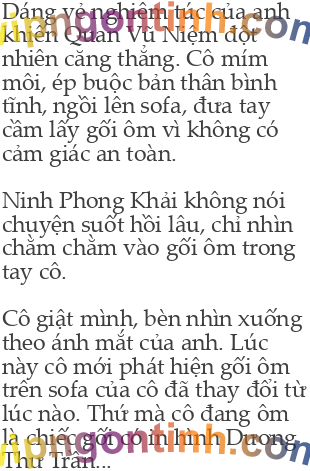 Dáng vẻ nghiêm túc của anh
khiến Quan Vũ Niệm đột
nhiên căng thẳng. Cô mím
môi, ép buộc bản thân bình
tĩnh, ngồi lên sofa, đưa tay
cầm lấy gối ôm vì không có
cảm giác an toàn.
Ninh Phong Khải không nói
chuyện suốt hồi lâu, chỉ nhìn
chằm chằm vào gối ôm trong
tay cô.
Cô giật mình, bèn nhìn xuống
theo ánh mắt của anh. Lúc
này cô mới phát hiện gối ôm
trên sofa của cô đã thay đổi từ
lúc nào. Thứ mà cô đang ôm
là chiếc gối có in hình Dương
Thư Trân...
vipngontinh.com
vipngontinh.com